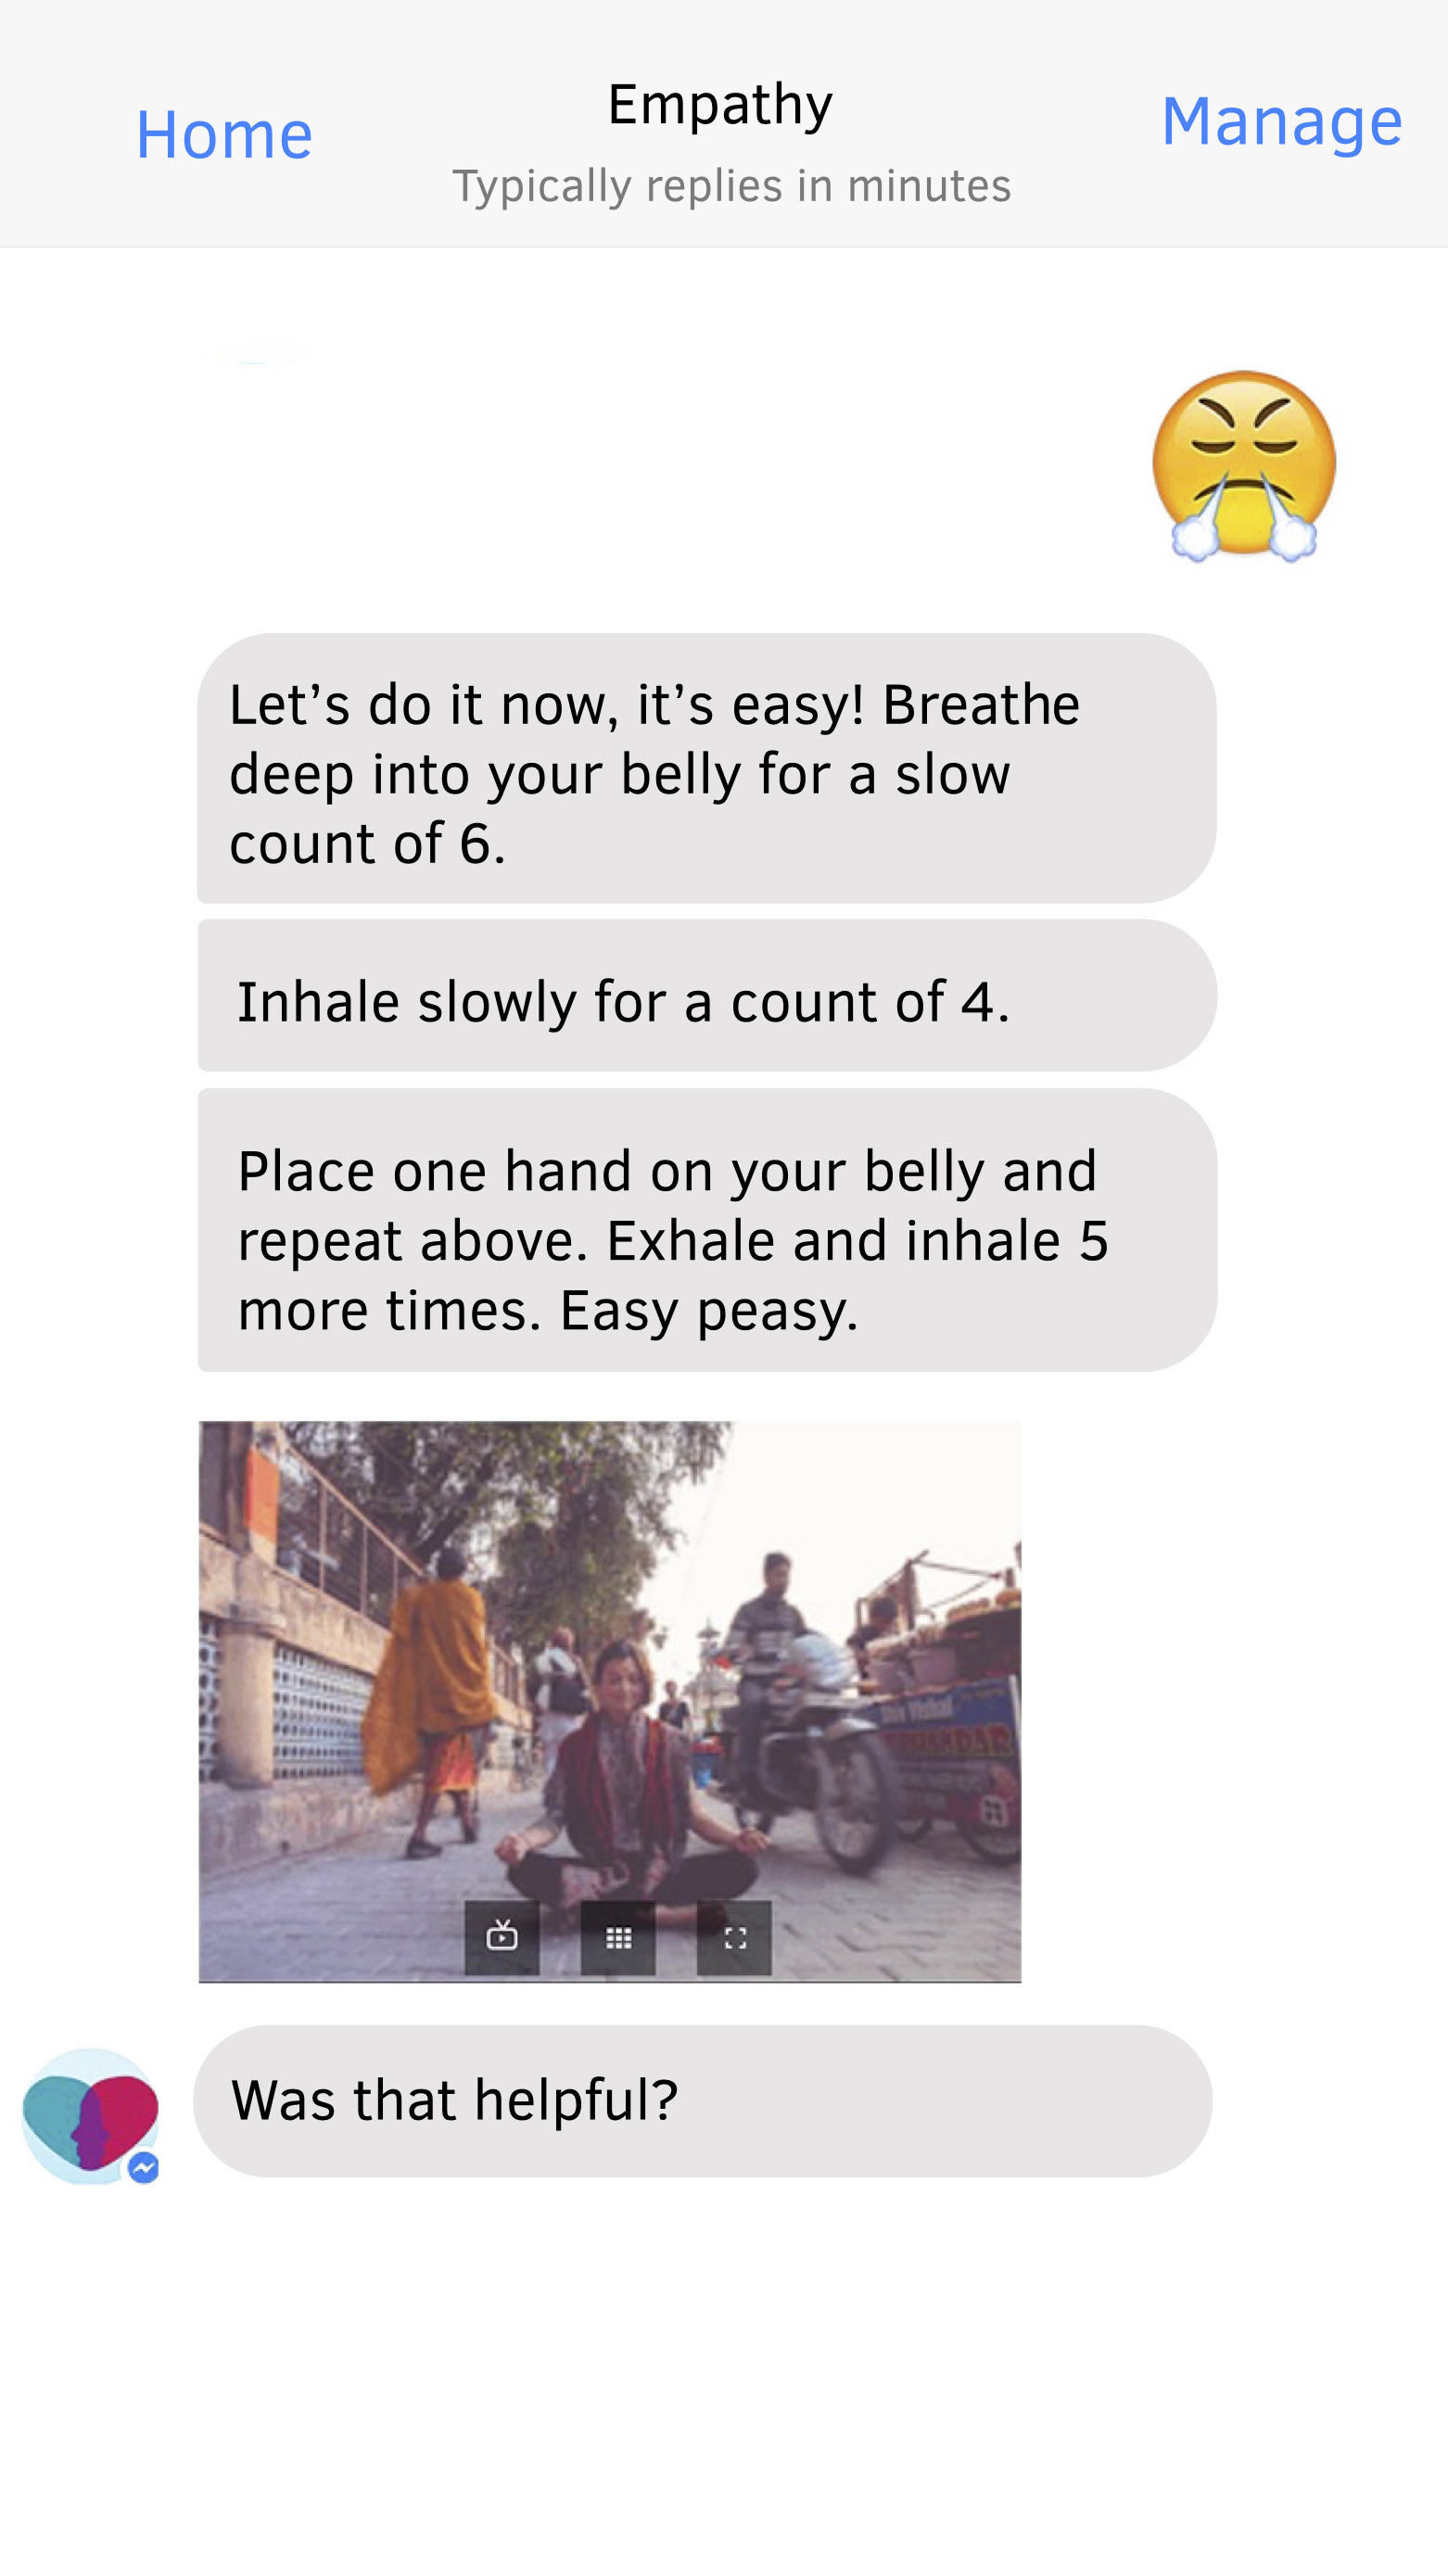 Home
Empathy
Manage
Typically replies in minutes
Let’s do it now, it’s easy! Breathe
deep into your belly for a slow
count of 6.
Inhale slowly for a count of 4.
Place one hand on your belly and
repeat above. Exhale and inhale 5
more times. Easy peasy.
Was that helpful?